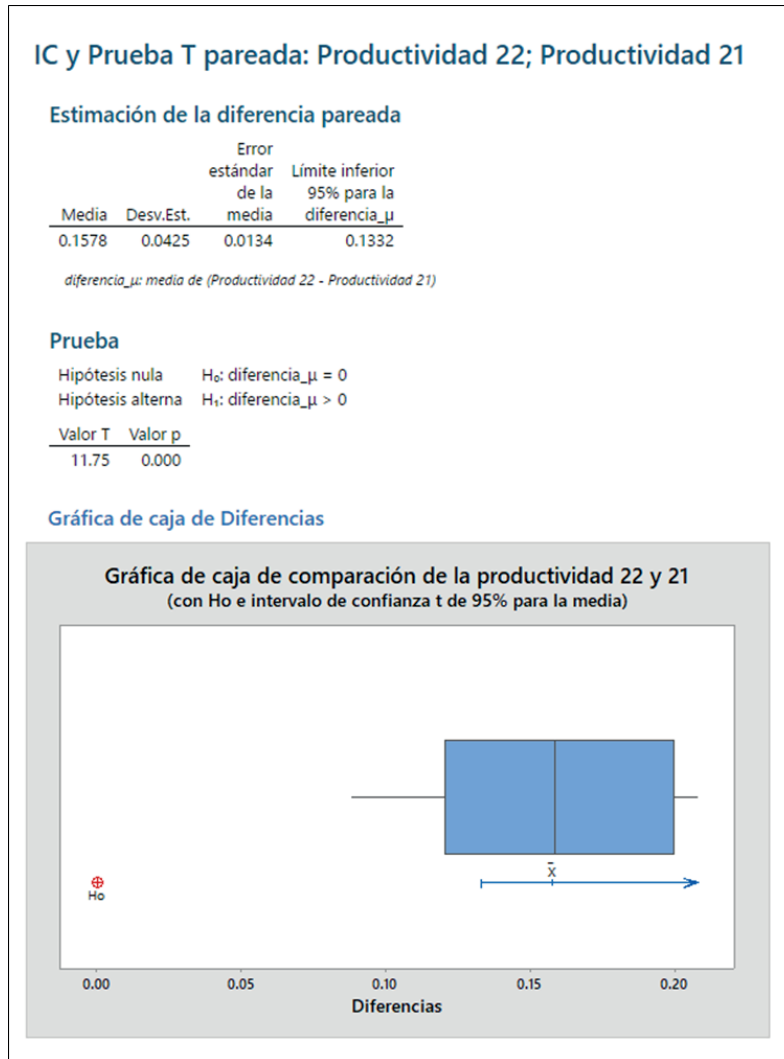 IC y Prueba T pareada: Productividad 22; Productividad 21
Estimación de la diferencia pareada
Error
estándar Límite inferior
de la 95% para la
Media Desv.Est. media diferencia_μ
0.1578 0.0425 0.0134 0.1332
diferencia_μ: media de (Productividad 22 - Productividad 21)
Prueba
Hipótesis nula H₀: diferencia_μ = 0
Hipótesis alterna H₁: diferencia_μ > 0
Valor T Valor p
11.75 0.000
Gráfica de caja de Diferencias
Gráfica de caja de comparación de la productividad 22 y 21
(con Ho e intervalo de confianza t de 95% para la media)
x̄
Ho
0.00 0.05 0.10 0.15 0.20
Diferencias